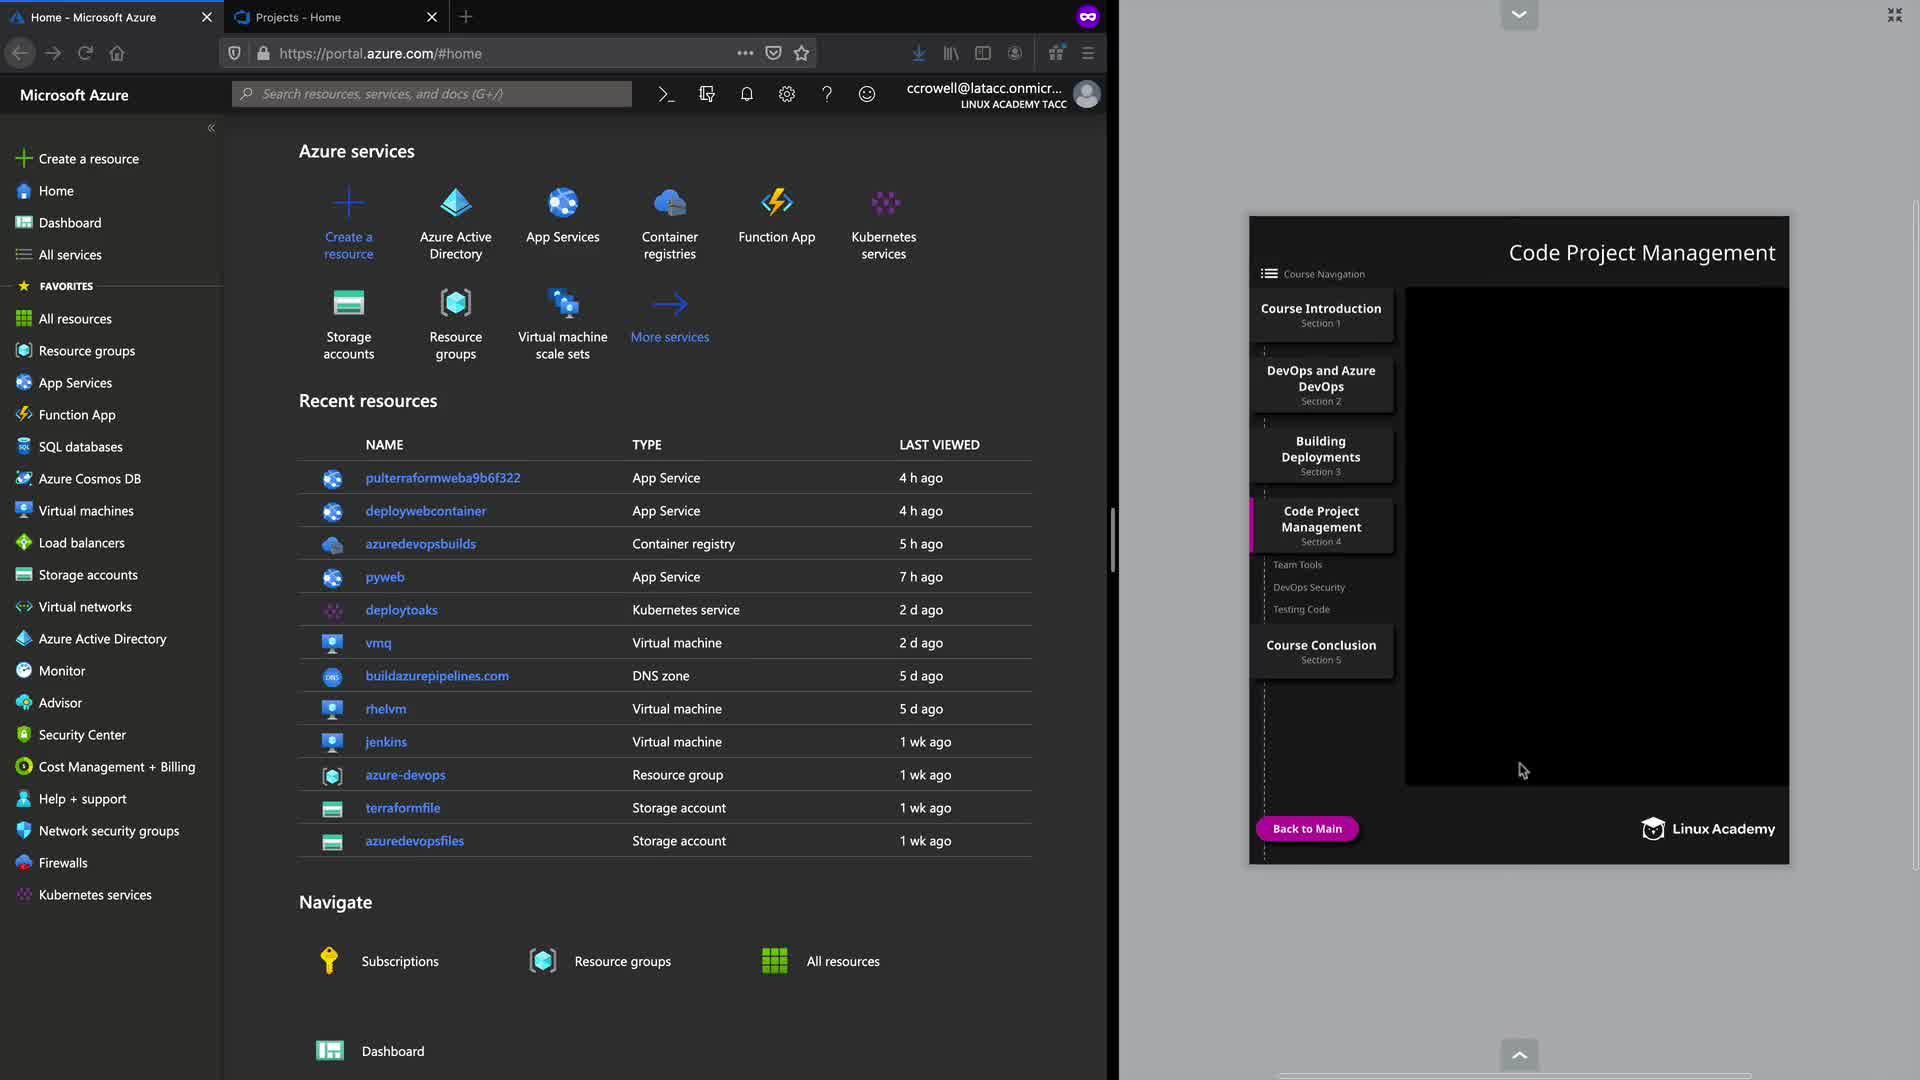 Home - Microsoft Azure
Projects - Home
https://portal.azure.com/#home
Microsoft Azure
Search resources, services, and docs (G+/)
ccrowell@latacc.onmicr...
LINUX ACADEMY TACC
Create a resource
Home
Dashboard
All services
FAVORITES
All resources
Resource groups
App Services
Function App
SQL databases
Azure Cosmos DB
Virtual machines
Load balancers
Storage accounts
Virtual networks
Azure Active Directory
Monitor
Advisor
Security Center
Cost Management + Billing
Help + support
Network security groups
Firewalls
Kubernetes services
Azure services
Create a resource
Azure Active Directory
App Services
Container registries
Function App
Kubernetes services
Storage accounts
Resource groups
Virtual machine scale sets
More services
Recent resources
NAME TYPE LAST VIEWED
pulterraformweba9b6f322 App Service 4 h ago
deploywebcontainer App Service 4 h ago
azuredevopsbuilds Container registry 5 h ago
pyweb App Service 7 h ago
deploytoaks Kubernetes service 2 d ago
vmq Virtual machine 2 d ago
buildazurepipelines.com DNS zone 5 d ago
rhelvm Virtual machine 5 d ago
jenkins Virtual machine 1 wk ago
azure-devops Resource group 1 wk ago
terraformfile Storage account 1 wk ago
azuredevopsfiles Storage account 1 wk ago
Navigate
Subscriptions
Resource groups
All resources
Dashboard
Code Project Management
Course Navigation
Course Introduction
Section 1
DevOps and Azure
DevOps
Section 2
Building
Deployments
Section 3
Code Project
Management
Section 4
Team Tools
DevOps Security
Testing Code
Course Conclusion
Section 5
Back to Main
Linux Academy